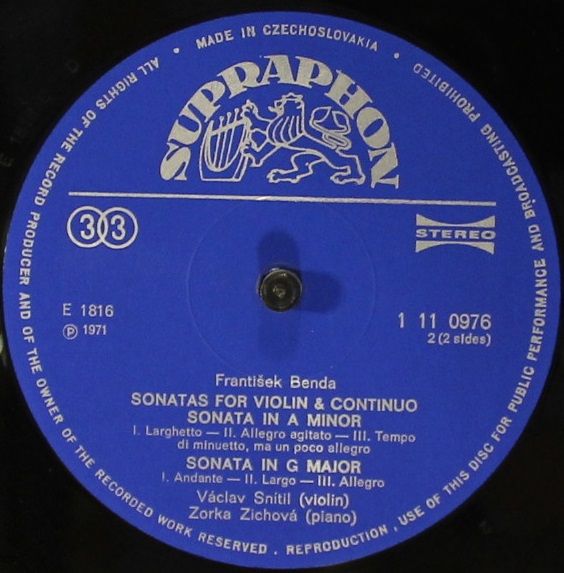 MADE IN CZECHOSLOVAKIA • ALL RIGHTS OF THE RECORD PRODUCER AND OF THE OWNER OF THE RECORDED WORK RESERVED . REPRODUCTION , USE OF THIS DISC FOR PUBLIC PERFORMANCE AND BROADCASTING PROHIBITED •
SUPRAPHON
33
STEREO
E 1816
Ⓟ 1971
1 11 0976
2 (2 sides)
František Benda
SONATAS FOR VIOLIN & CONTINUO
SONATA IN A MINOR
I. Larghetto — II. Allegro agitato — III. Tempo
di minuetto, ma un poco allegro
SONATA IN G MAJOR
I. Andante — II. Largo — III. Allegro
Václav Snítil (violin)
Zorka Zichová (piano)